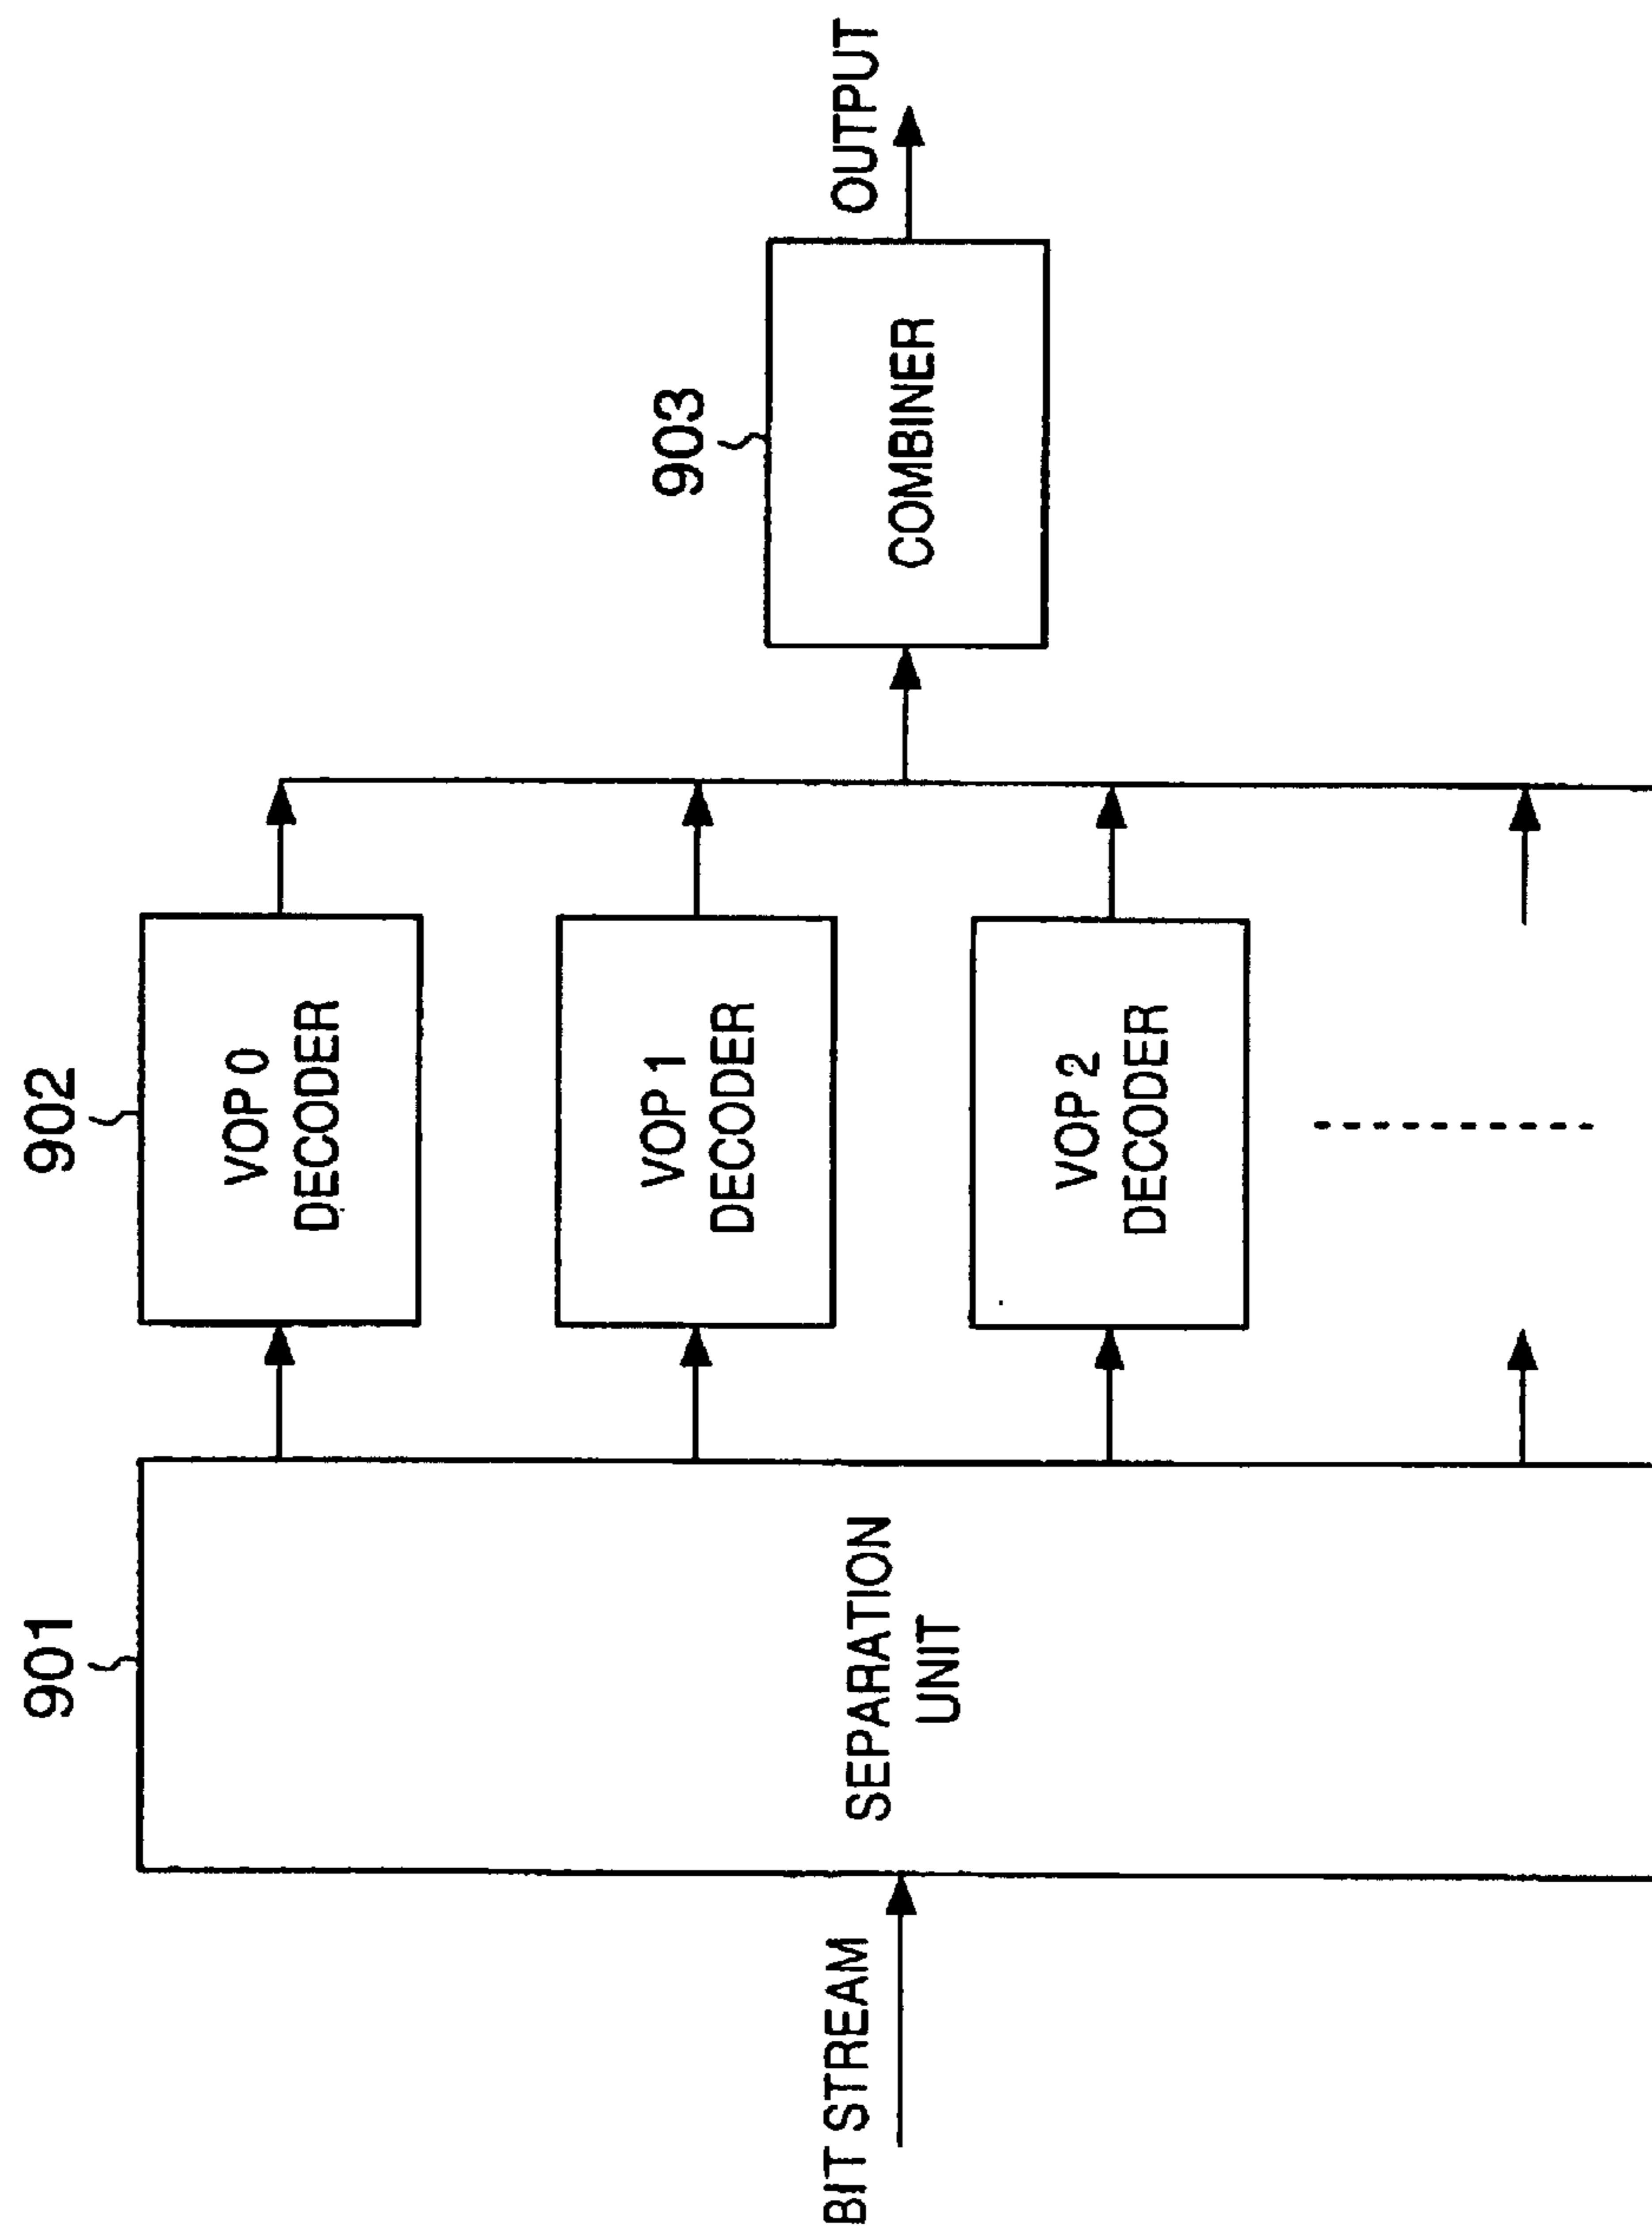 901
902
903
BIT STREAM
SEPARATION
UNIT
VOP 0
DECODER
VOP 1
DECODER
VOP 2
DECODER
COMBINER
OUTPUT